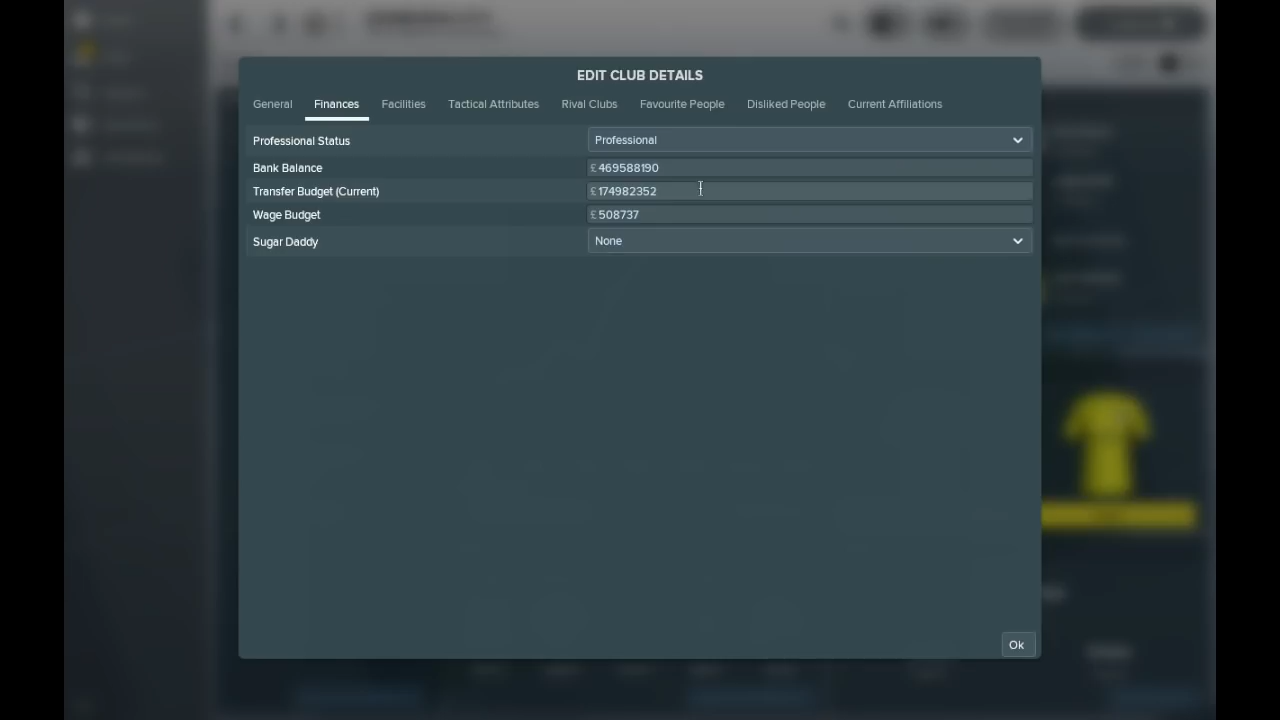 EDIT CLUB DETAILS
General Finances Facilities Tactical Attributes Rival Clubs Favourite People Disliked People Current Affiliations
Professional Status Professional
Bank Balance £469588190
Transfer Budget (Current) £174982352
Wage Budget £508737
Sugar Daddy None
Ok